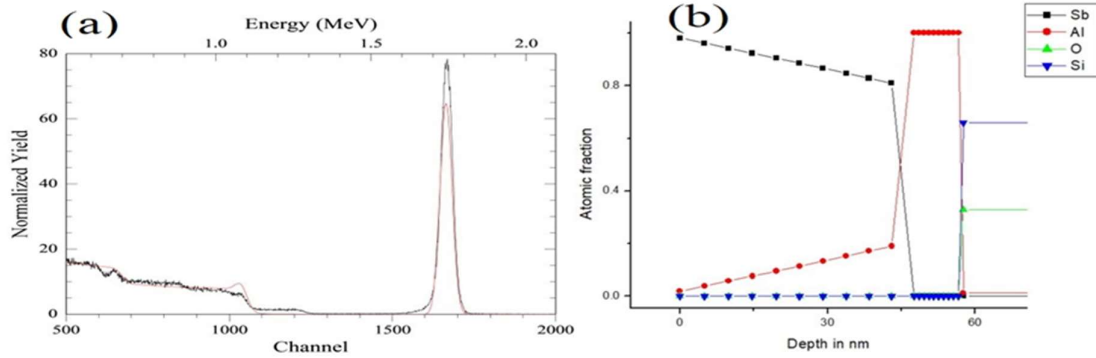 (a)
Energy (MeV)
1.0 1.5 2.0
80
60
40
20
0
Normalized Yield
500 1000 1500 2000
Channel
(b)
Sb
Al
O
Si
0.8
0.4
0.0
Atomic fraction
0 30 60
Depth in nm